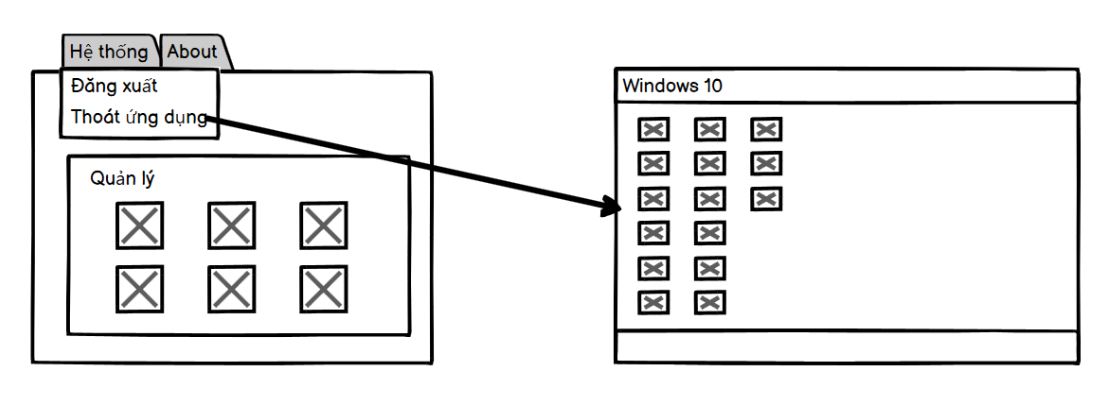 Hệ thống About
Đăng xuất
Thoát ứng dụng
Quản lý
Windows 10